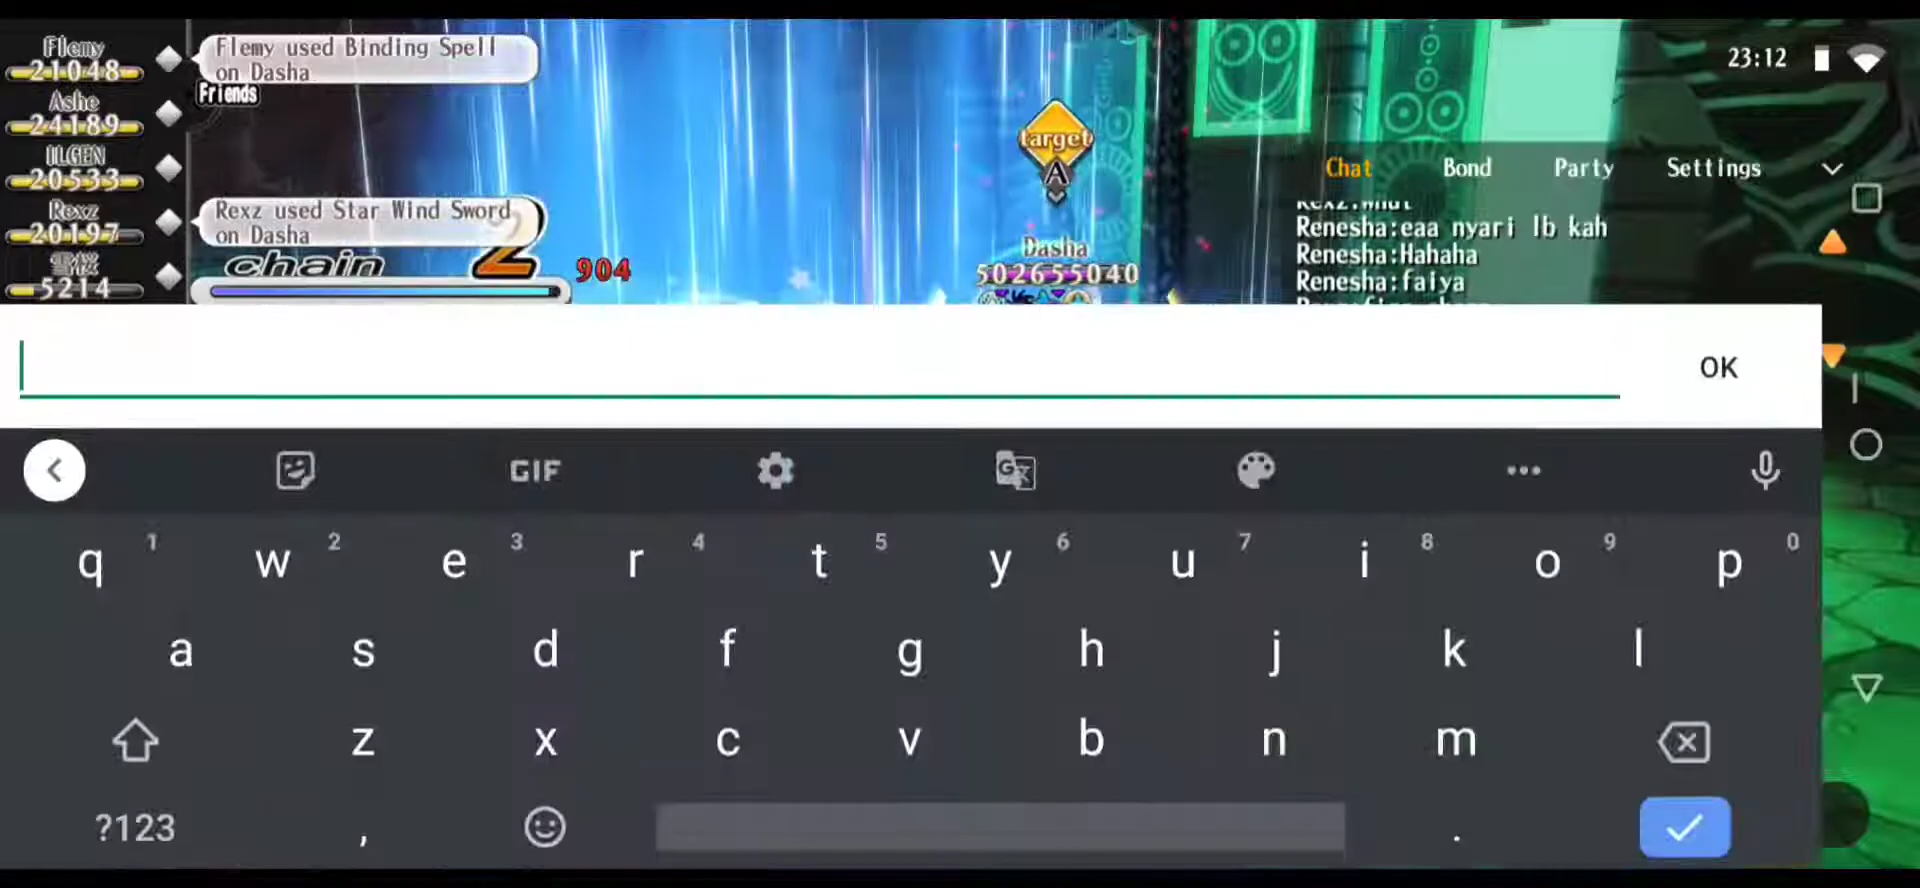 Flemy
21048
Flemy used Binding Spell
on Dasha
Friends
Ashe
24189
ILGEN
20533
Rexz
20197
Rexz used Star Wind Sword
on Dasha
5214
chain
2
904
target
A
Dasha
502655040
23:12
Chat Bond Party Settings
Renesha:eaa nyari lb kah
Renesha:Hahaha
Renesha:faiya
OK
GIF
q 1 w 2 e 3 r 4 t 5 y 6 u 7 i 8 o 9 p 0
a s d f g h j k l
z x c v b n m
?123 , .